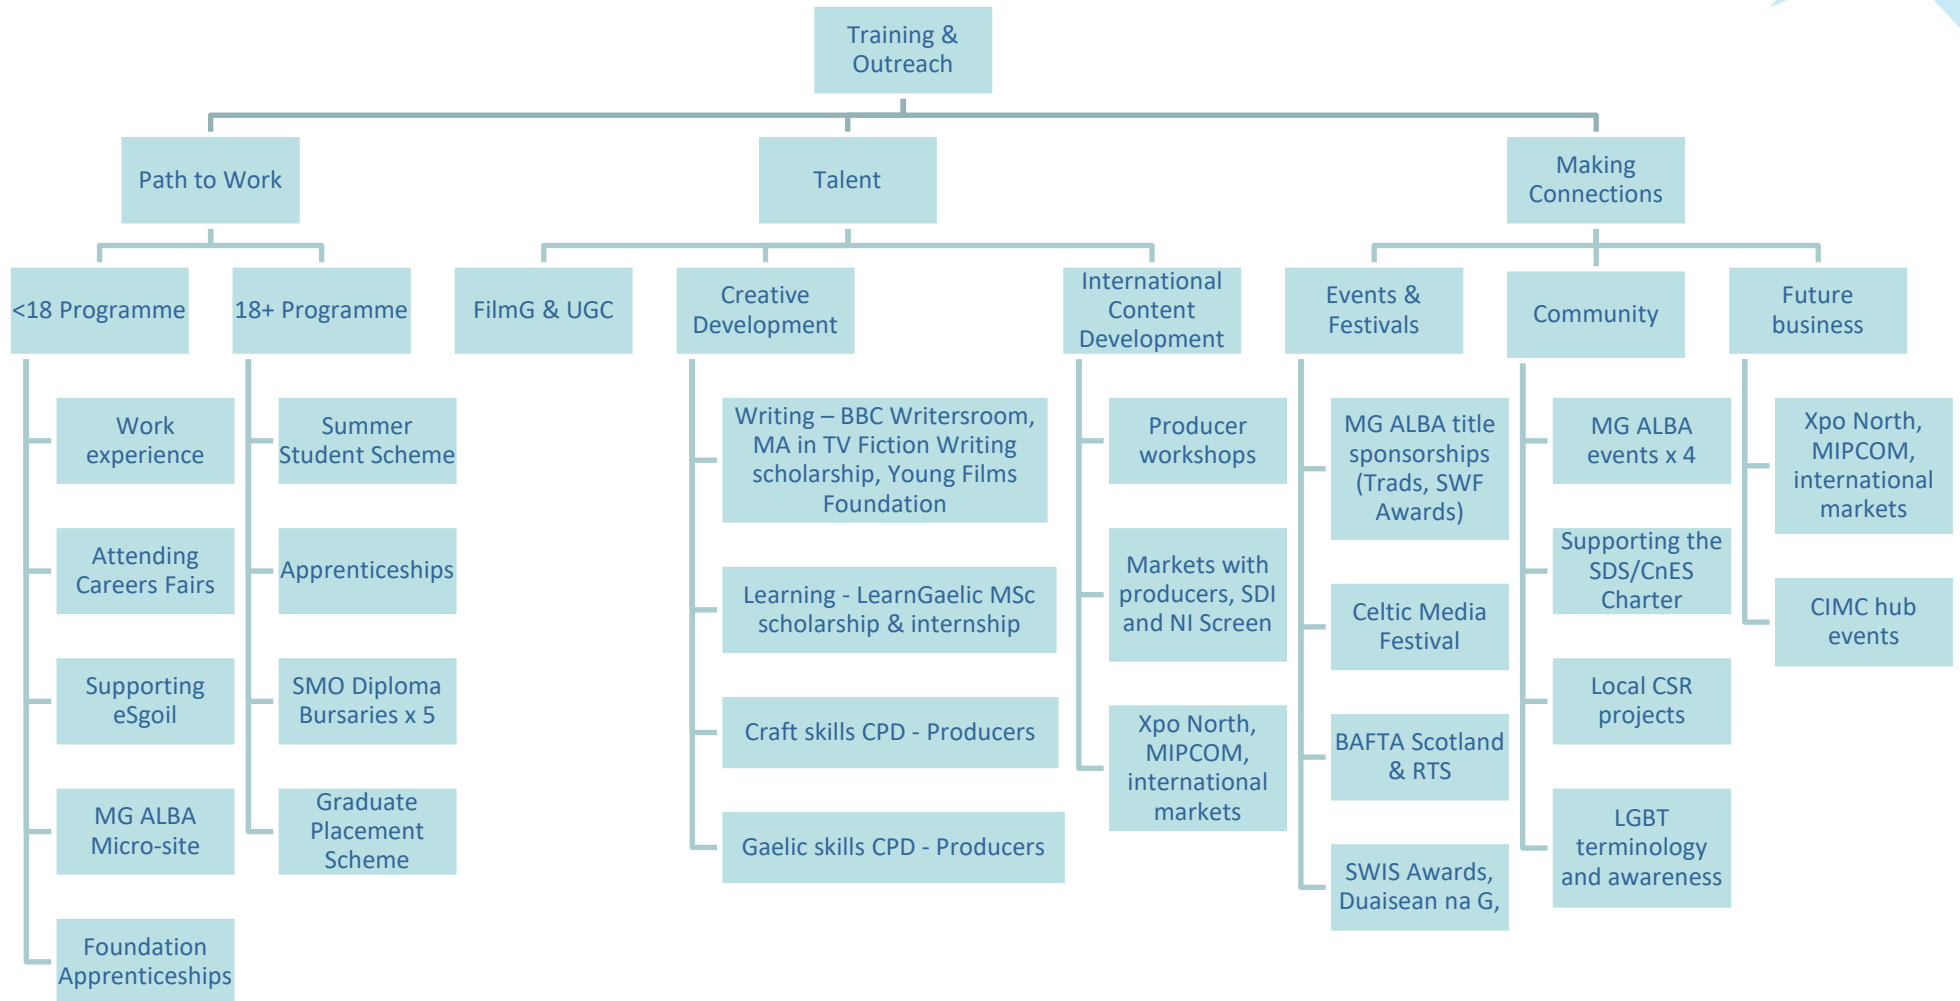 Training &
Outreach
Path to Work
Talent
Making
Connections
<18 Programme
18+ Programme
FilmG & UGC
Creative
Development
International
Content
Development
Events &
Festivals
Community
Future
business
Work
experience
Attending
Careers Fairs
Supporting
eSgoil
MG ALBA
Micro-site
Foundation
Apprenticeships
Summer
Student Scheme
Apprenticeships
SMO Diploma
Bursaries x 5
Graduate
Placement
Scheme
Writing – BBC Writersroom,
MA in TV Fiction Writing
scholarship, Young Films
Foundation
Learning - LearnGaelic MSc
scholarship & internship
Craft skills CPD - Producers
Gaelic skills CPD - Producers
Producer
workshops
Markets with
producers, SDI
and NI Screen
Xpo North,
MIPCOM,
international
markets
MG ALBA title
sponsorships
(Trads, SWF
Awards)
Celtic Media
Festival
BAFTA Scotland
& RTS
SWIS Awards,
Duaisean na G,
MG ALBA
events x 4
Supporting the
SDS/CnES
Charter
Local CSR
projects
LGBT
terminology
and awareness
Xpo North,
MIPCOM,
international
markets
CIMC hub
events